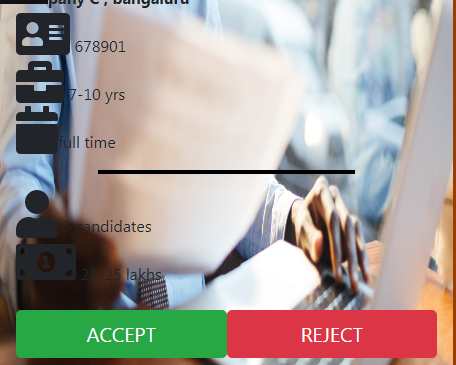 pany C , bangaluru
678901
7-10 yrs
full time
candidates
25 lakhs
ACCEPT
REJECT